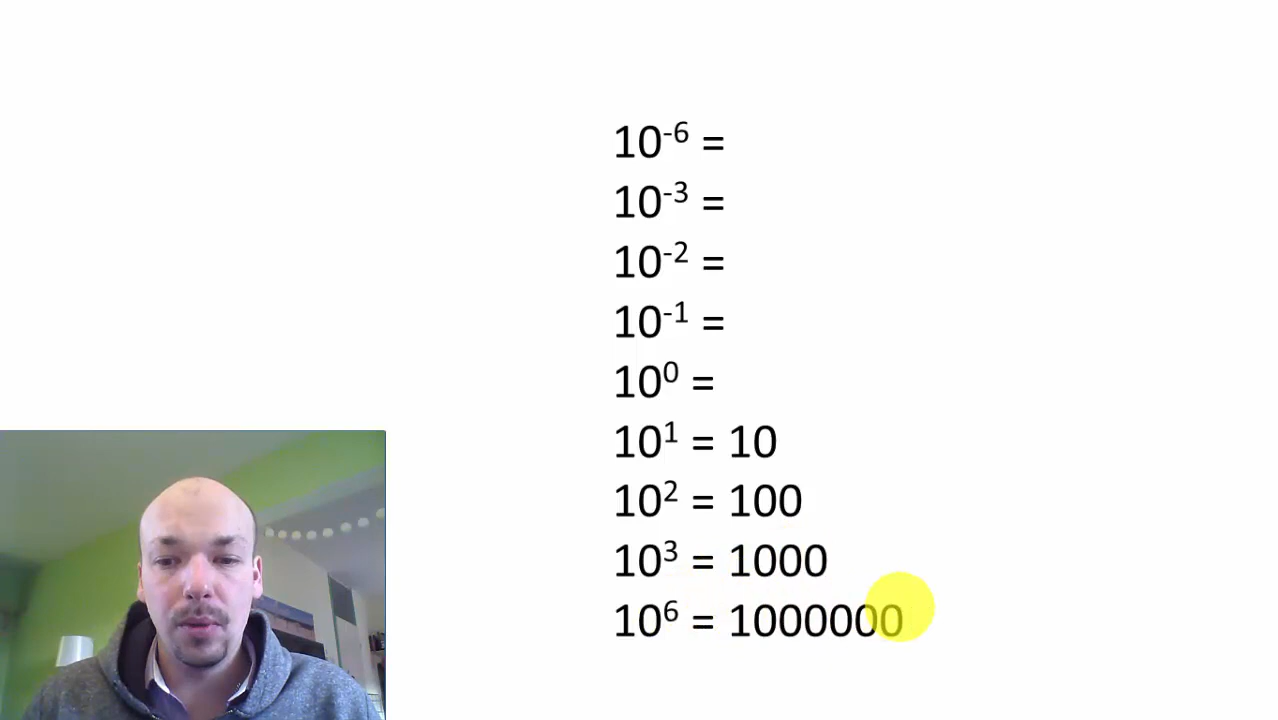 10⁻⁶ =
10⁻³ =
10⁻² =
10⁻¹ =
10⁰ =
10¹ = 10
10² = 100
10³ = 1000
10⁶ = 1000000